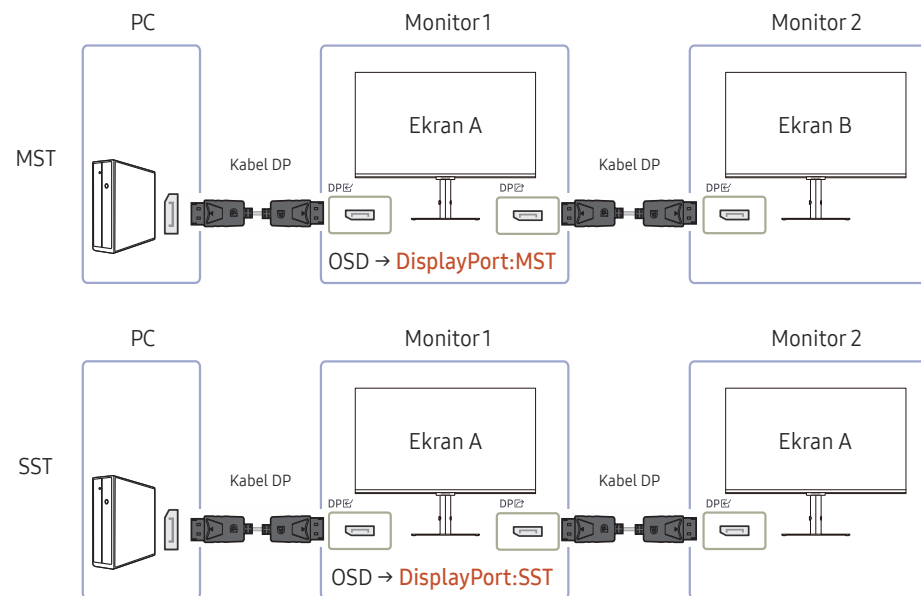 PC
Monitor 1
Monitor 2
MST
Kabel DP
Ekran A
Kabel DP
Ekran B
DP
DP
DP
OSD → DisplayPort:MST
PC
Monitor 1
Monitor 2
SST
Kabel DP
Ekran A
Kabel DP
Ekran A
DP
DP
DP
OSD → DisplayPort:SST